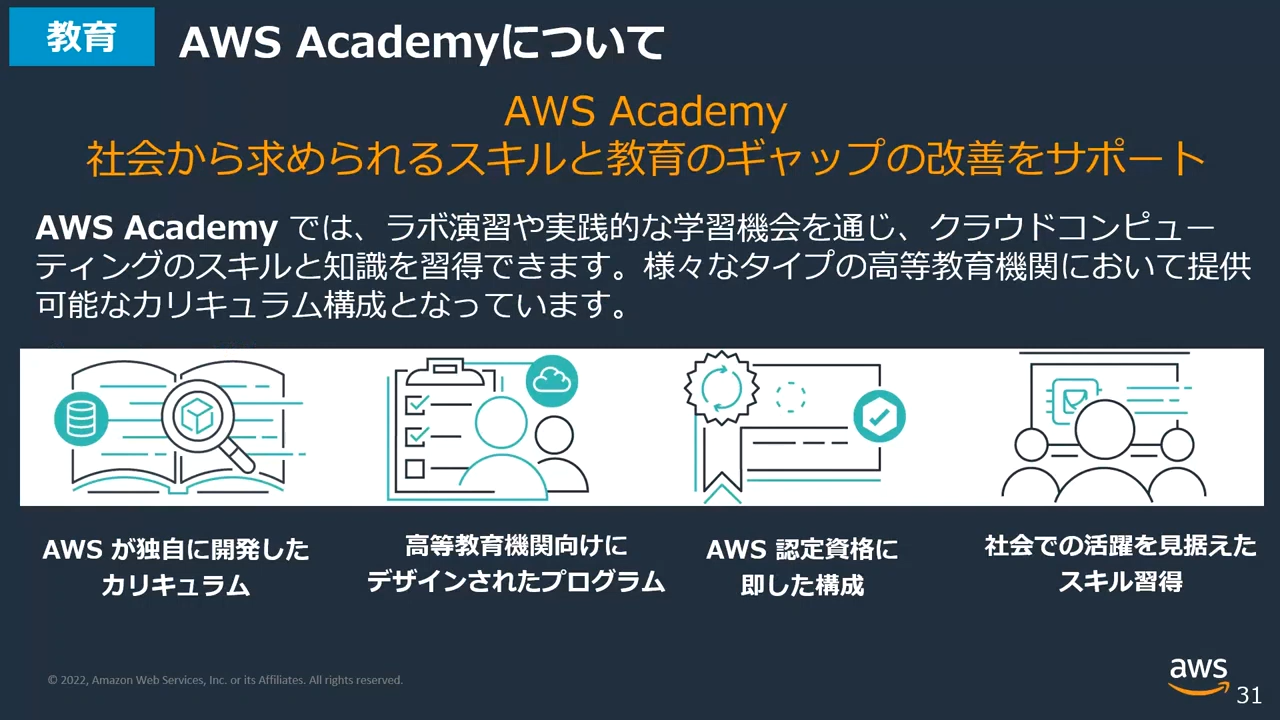 教育
AWS Academyについて
AWS Academy
社会から求められるスキルと教育のギャップの改善をサポート
AWS Academy では、ラボ演習や実践的な学習機会を通じ、クラウドコンピュー
ティングのスキルと知識を習得できます。様々なタイプの高等教育機関において提供
可能なカリキュラム構成となっています。
AWS が独自に開発した
カリキュラム
高等教育機関向けに
デザインされたプログラム
AWS 認定資格に
即した構成
社会での活躍を見据えた
スキル習得
© 2022, Amazon Web Services, Inc. or its Affiliates. All rights reserved.
aws
31